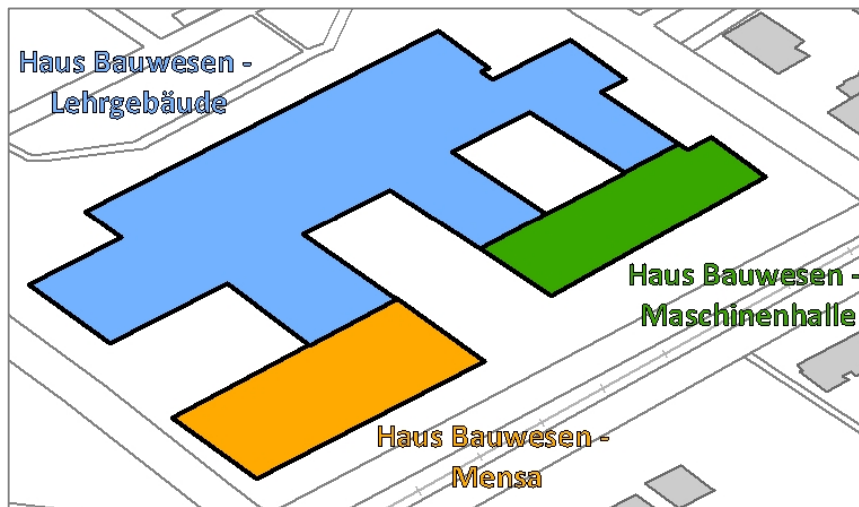 Haus Bauwesen -
Lehrgebäude
Haus Bauwesen -
Maschinenhalle
Haus Bauwesen -
Mensa